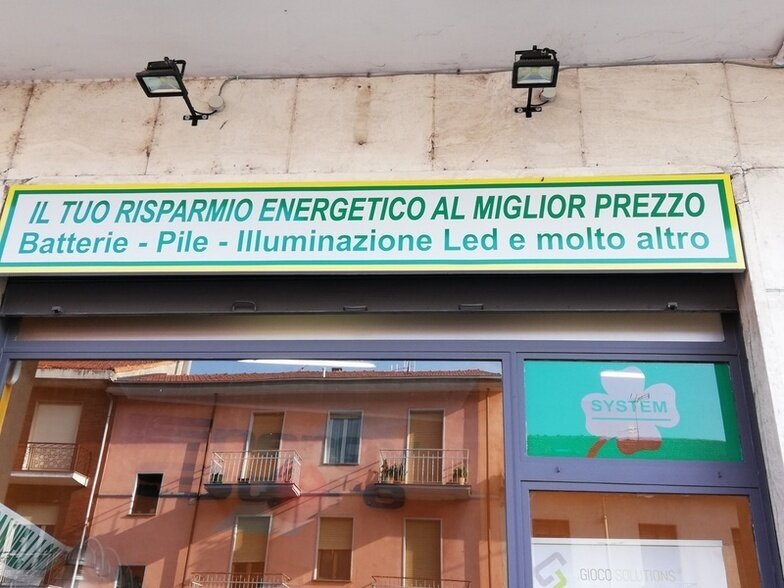 IL TUO RISPARMIO ENERGETICO AL MIGLIOR PREZZO
Batterie - Pile - Illuminazione Led e molto altro
SYSTEM
GIOCO SOLUTIONS